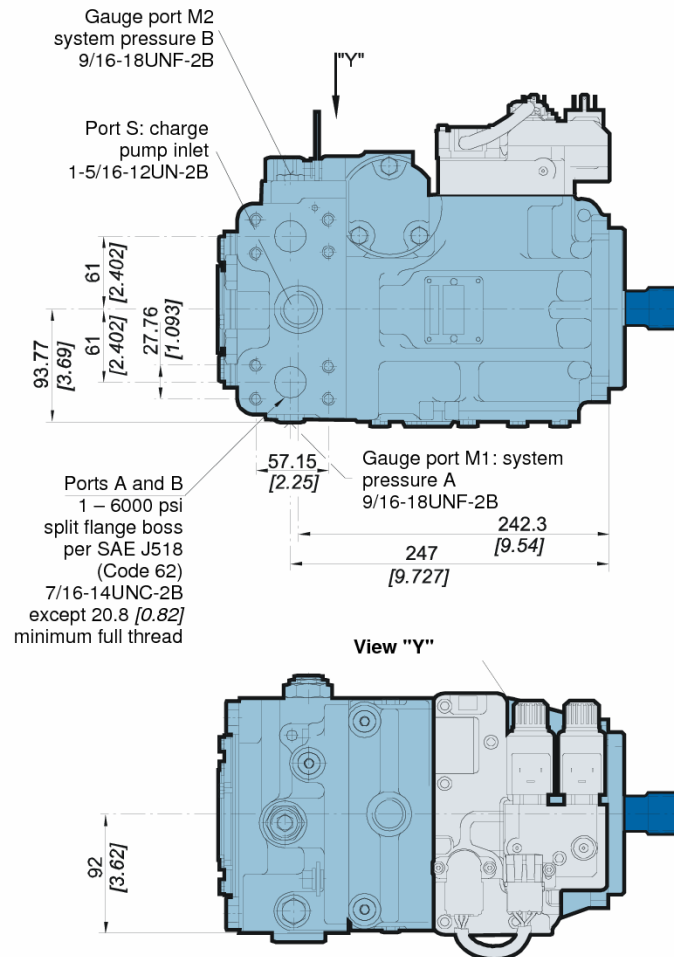 Gauge port M2
system pressure B
9/16-18UNF-2B
"Y"
Port S: charge
pump inlet
1-5/16-12UN-2B
61
[2.402]
61
[2.402]
27.76
[1.093]
93.77
[3.69]
57.15
[2.25]
Gauge port M1: system
pressure A
9/16-18UNF-2B
Ports A and B
1 – 6000 psi
split flange boss
per SAE J518
(Code 62)
7/16-14UNC-2B
except 20.8 [0.82]
minimum full thread
242.3
[9.54]
247
[9.727]
View "Y"
92
[3.62]